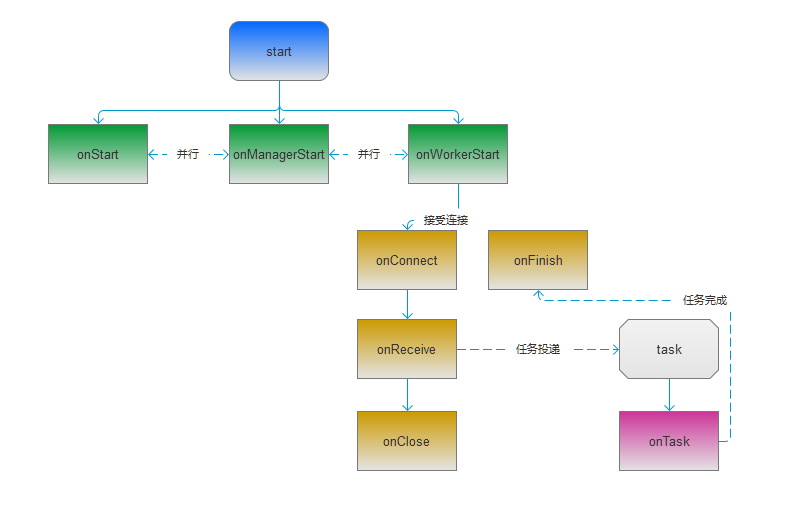 start
onStart
并行
onManagerStart
并行
onWorkerStart
接受连接
onConnect
onFinish
任务完成
onReceive
任务投递
task
onClose
onTask